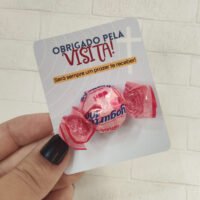 OBRIGADO PELA
VISITA!
Será sempre um prazer te receber!